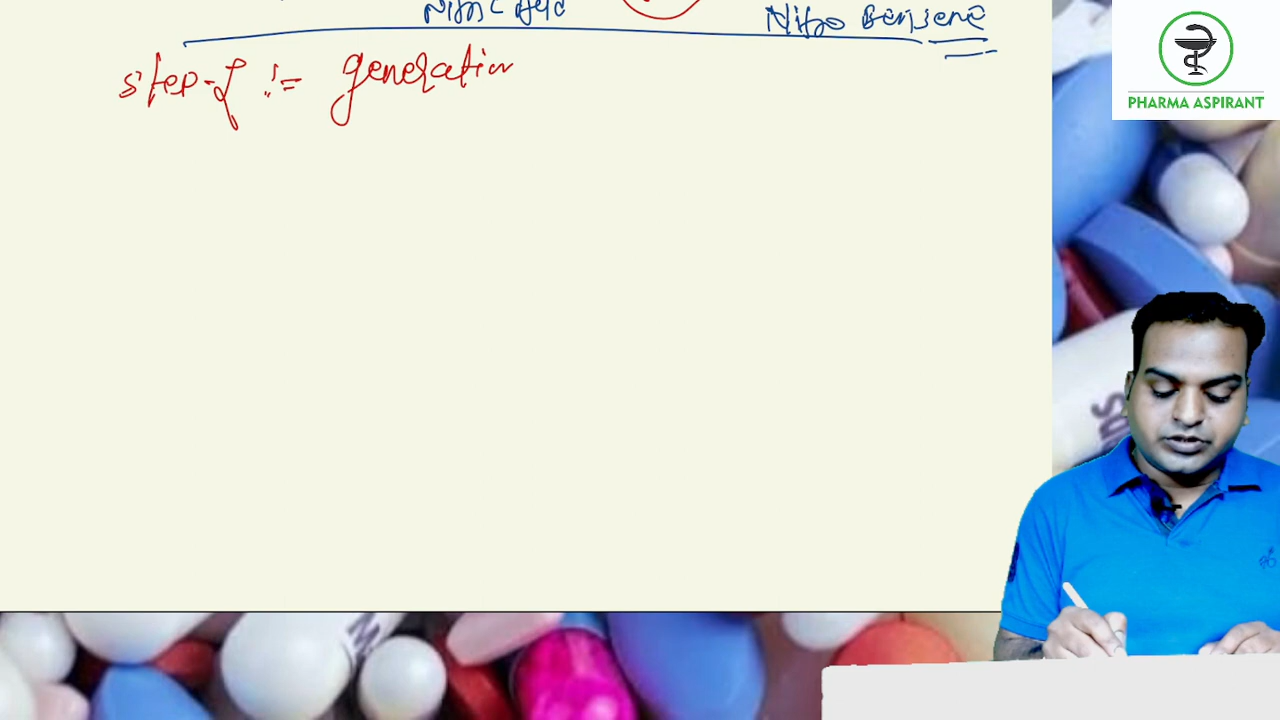 Nitric Acid
Nitro Benzene
step-I := generation
PHARMA ASPIRANT